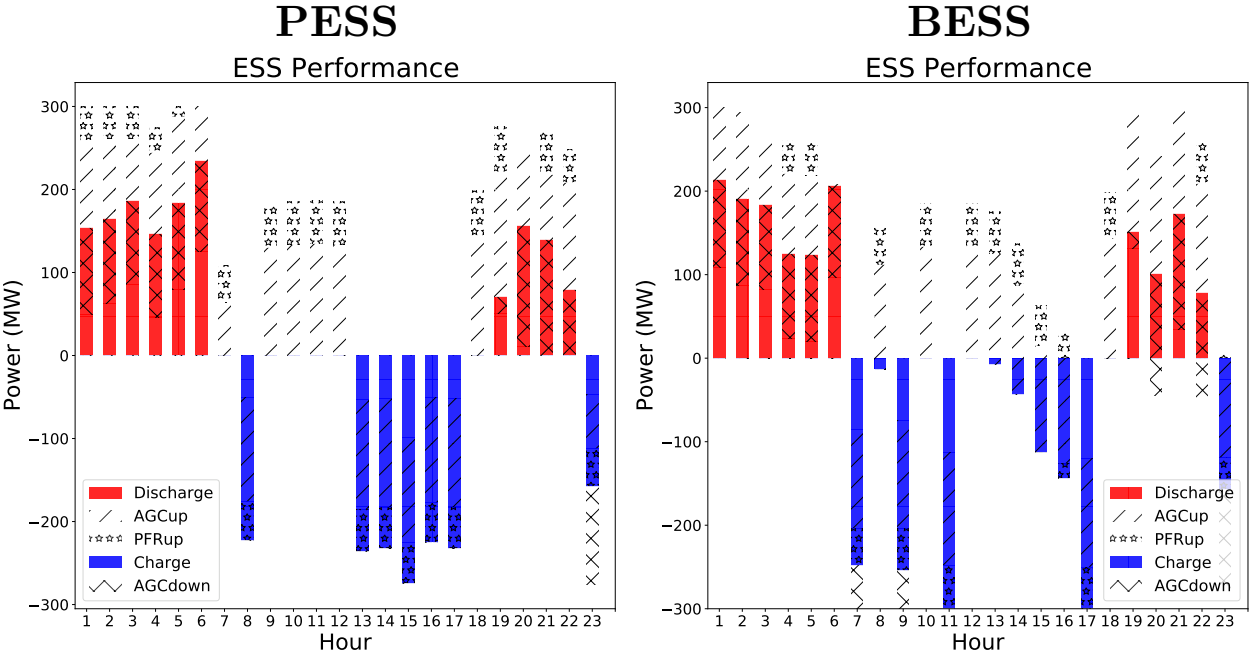 PESS
ESS Performance
Power (MW)
300
200
100
0
−100
−200
−300
Discharge
AGCup
PFRup
Charge
AGCdown
1 2 3 4 5 6 7 8 9 10 11 12 13 14 15 16 17 18 19 20 21 22 23
Hour
BESS
ESS Performance
Power (MW)
300
200
100
0
−100
−200
−300
Discharge
AGCup
PFRup
Charge
AGCdown
1 2 3 4 5 6 7 8 9 10 11 12 13 14 15 16 17 18 19 20 21 22 23
Hour